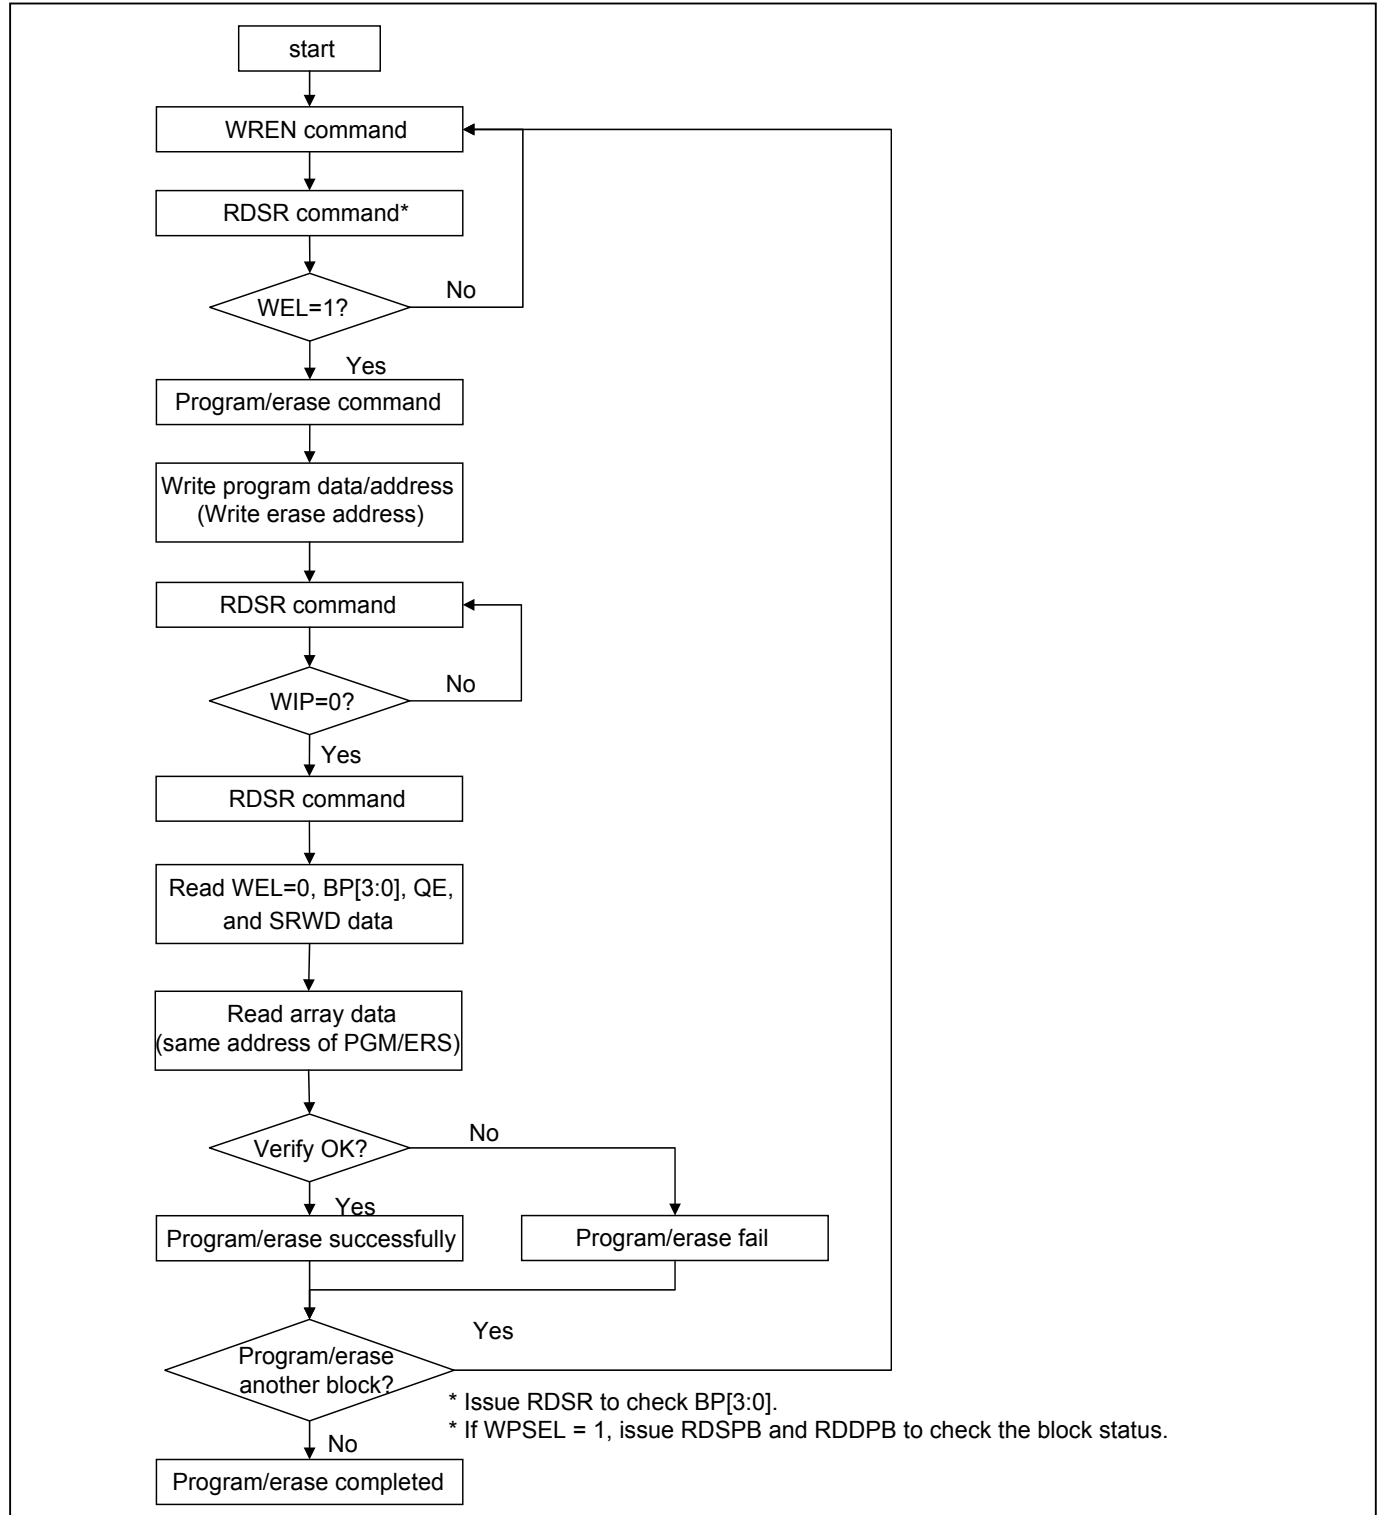 start
WREN command
RDSR command*
WEL=1?
No
Yes
Program/erase command
Write program data/address
(Write erase address)
RDSR command
WIP=0?
No
Yes
RDSR command
Read WEL=0, BP[3:0], QE,
and SRWD data
Read array data
(same address of PGM/ERS)
Verify OK?
No
Yes
Program/erase successfully
Program/erase fail
Yes
Program/erase
another block?
* Issue RDSR to check BP[3:0].
* If WPSEL = 1, issue RDSPB and RDDPB to check the block status.
No
Program/erase completed